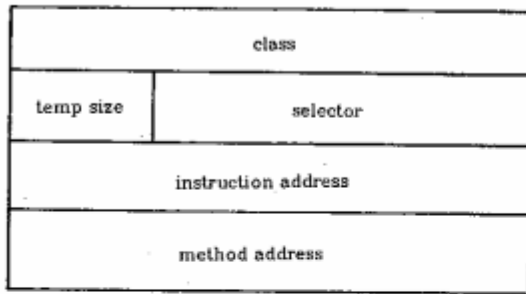 class
temp size
selector
instruction address
method address